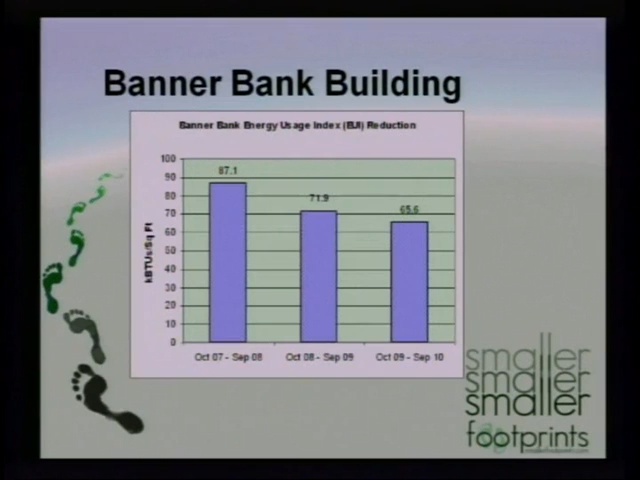 Banner Bank Building
Banner Bank Energy Usage Index (EUI) Reduction
100
90
80
70
60
50
40
30
20
10
0
kBTUs/Sq Ft
87.1
71.9
65.6
Oct 07 - Sep 08
Oct 08 - Sep 09
Oct 09 - Sep 10
smaller
smaller
smaller
footprints